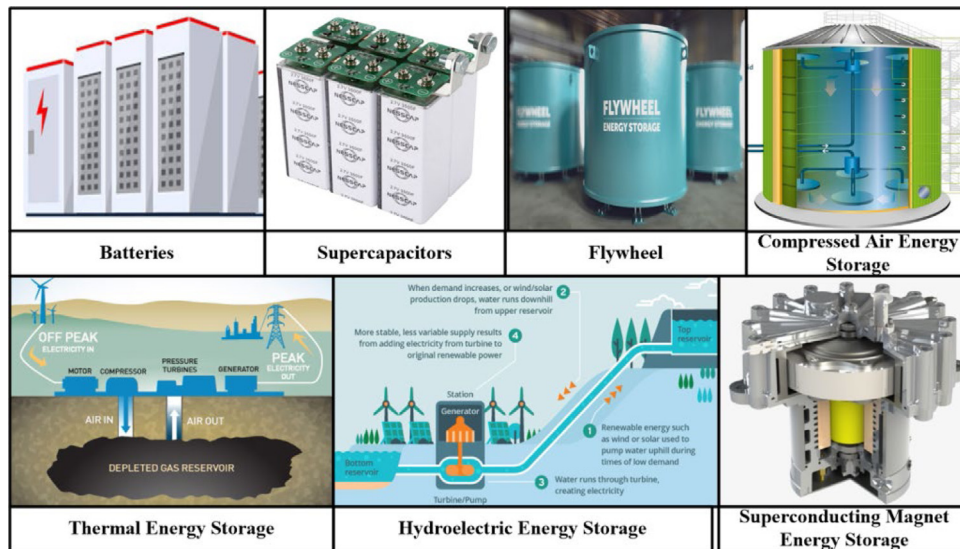 2.7V 3500F
NESSCAP
FLYWHEEL
ENERGY STORAGE
FLYWHEEL
ENERGY STORAGE
Batteries
Supercapacitors
Flywheel
Compressed Air Energy
Storage
OFF PEAK
ELECTRICITY IN
PEAK
ELECTRICITY
OUT
MOTOR
COMPRESSOR
PRESSURE
TURBINES
GENERATOR
AIR IN
AIR OUT
DEPLETED GAS RESERVOIR
When demand increases, or wind/solar
production drops, water runs downhill
from upper reservoir
2
More stable, less variable supply results
from adding electricity from turbine to
original renewable power
4
Top
reservoir
Station
Generator
1
Renewable energy such
as wind or solar used to
pump water uphill during
times of low demand
Bottom
reservoir
3
Water runs through turbine,
creating electricity
Turbine/Pump
Thermal Energy Storage
Hydroelectric Energy Storage
Superconducting Magnet
Energy Storage